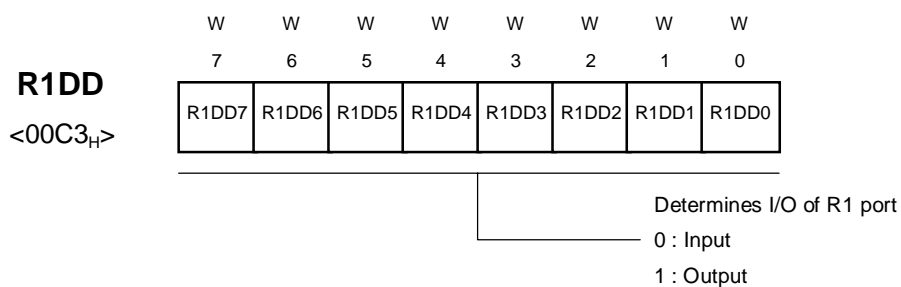 W W W W W W W W
7 6 5 4 3 2 1 0
R1DD
<00C3H>
R1DD7 R1DD6 R1DD5 R1DD4 R1DD3 R1DD2 R1DD1 R1DD0
Determines I/O of R1 port
0 : Input
1 : Output